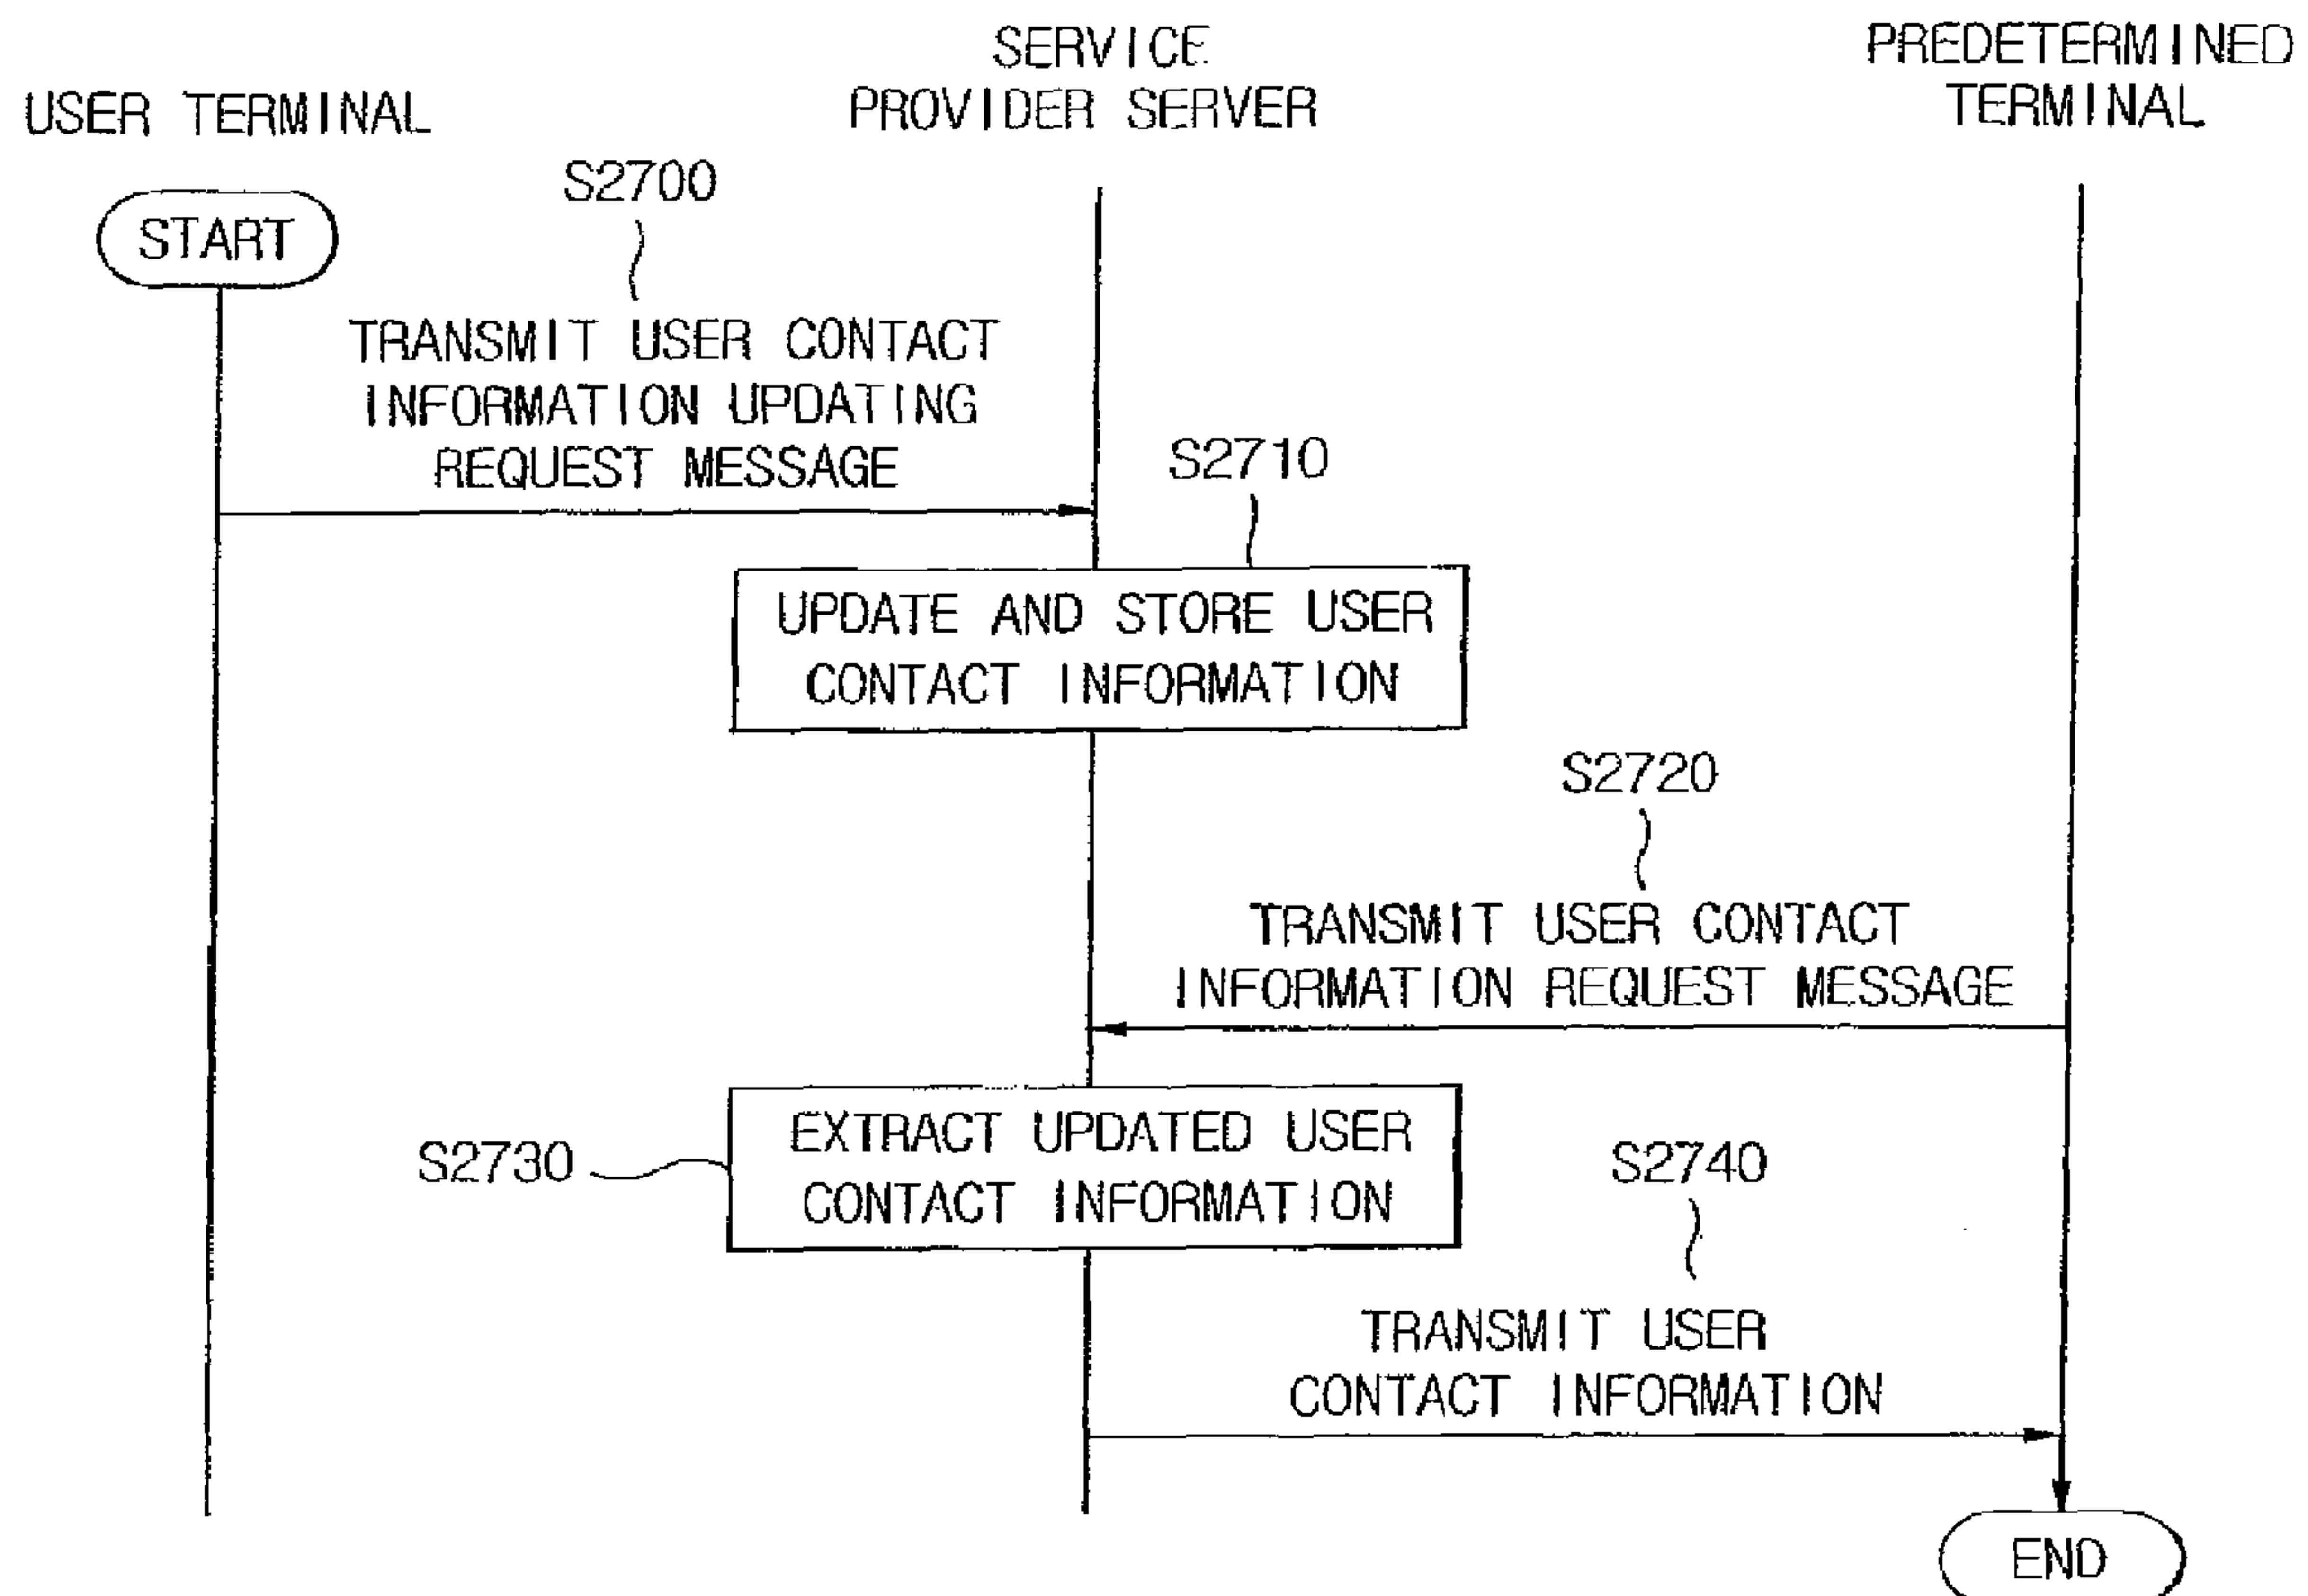 USER TERMINAL
SERVICE
PROVIDER SERVER
PREDETERMINED
TERMINAL
START
S2700
TRANSMIT USER CONTACT
INFORMATION UPDATING
REQUEST MESSAGE
S2710
UPDATE AND STORE USER
CONTACT INFORMATION
S2720
TRANSMIT USER CONTACT
INFORMATION REQUEST MESSAGE
S2730
EXTRACT UPDATED USER
CONTACT INFORMATION
S2740
TRANSMIT USER
CONTACT INFORMATION
END